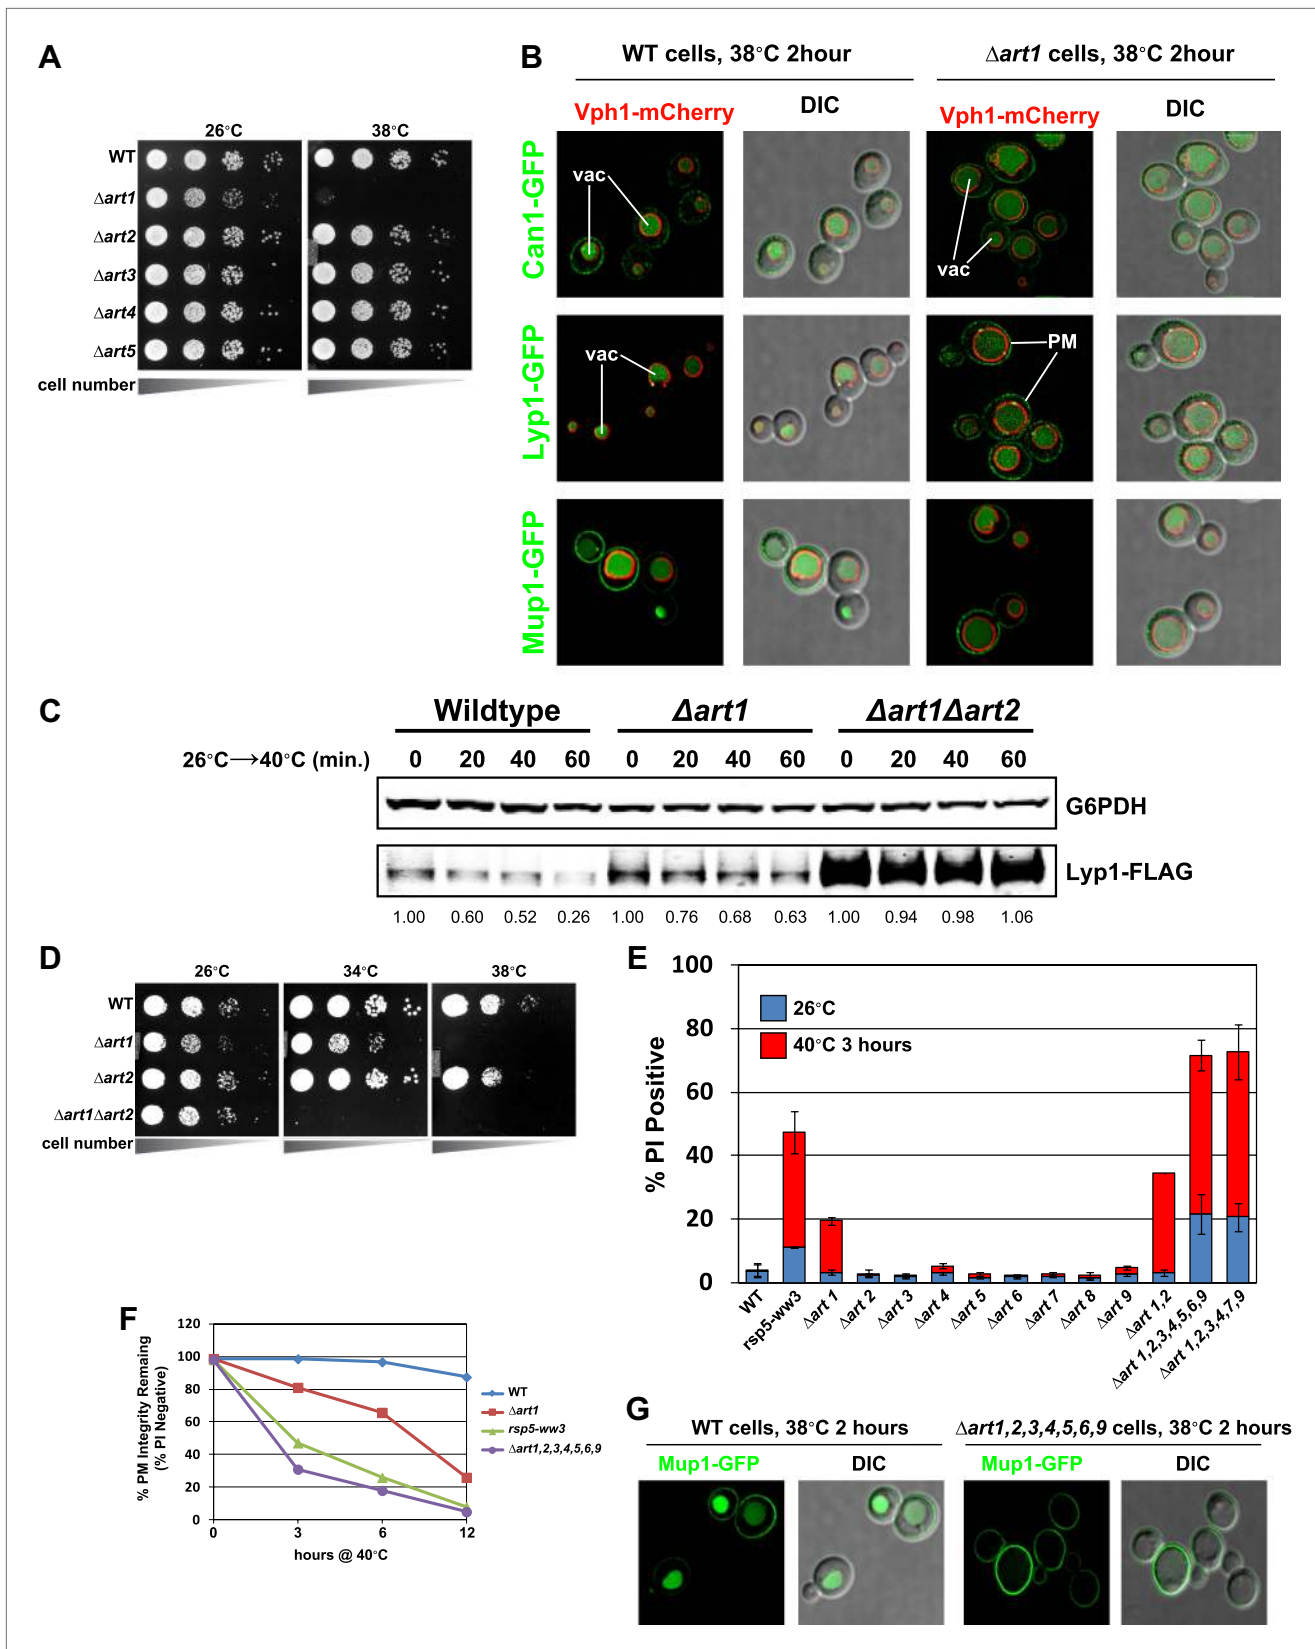 A
26°C
38°C
WT
Δart1
Δart2
Δart3
Δart4
Δart5
cell number
B
WT cells, 38°C 2hour
Δart1 cells, 38°C 2hour
Vph1-mCherry
DIC
Vph1-mCherry
DIC
Can1-GFP
vac
vac
Lyp1-GFP
vac
PM
Mup1-GFP
C
Wildtype
Δart1
Δart1Δart2
26°C→40°C (min.)
0 20 40 60 0 20 40 60 0 20 40 60
G6PDH
Lyp1-FLAG
1.00 0.60 0.52 0.26 1.00 0.76 0.68 0.63 1.00 0.94 0.98 1.06
D
26°C
34°C
38°C
WT
Δart1
Δart2
Δart1Δart2
cell number
E
% PI Positive
100
80
60
40
20
0
26°C
40°C 3 hours
WT
rsp5-ww3
Δart 1
Δart 2
Δart 3
Δart 4
Δart 5
Δart 6
Δart 7
Δart 8
Δart 9
Δart 1,2
Δart 1,2,3,4,5,6,9
Δart 1,2,3,4,7,9
F
% PM Integrity Remaing
(% PI Negative)
120
100
80
60
40
20
0
0 3 6 12
hours @ 40°C
WT
Δart1
rsp5-ww3
Δart1,2,3,4,5,6,9
G
WT cells, 38°C 2 hours
Δart1,2,3,4,5,6,9 cells, 38°C 2 hours
Mup1-GFP
DIC
Mup1-GFP
DIC